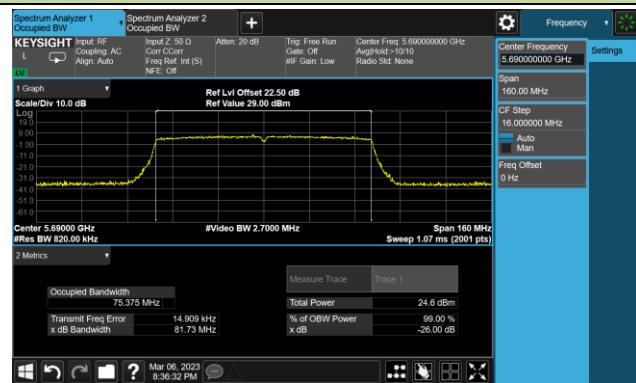 Spectrum Analyzer 1
Occupied BW
Spectrum Analyzer 2
Occupied BW
Frequency
KEYSIGHT
L
Input: RF
Coupling: AC
Align: Auto
Input Z: 50 Ω
Corr CCorr
Freq Ref: Int (S)
NFE: Off
Atten: 20 dB
Trig: Free Run
Gate: Off
#IF Gain: Low
Center Freq: 5.690000000 GHz
Avg|Hold:>10/10
Radio Std: None
Center Frequency
5.690000000 GHz
Settings
Span
160.00 MHz
CF Step
16.000000 MHz
Auto
Man
Freq Offset
0 Hz
1 Graph
Scale/Div 10.0 dB
Ref Lvl Offset 22.50 dB
Ref Value 29.00 dBm
Log
19.0
9.00
-1.00
-11.0
-21.0
-31.0
-41.0
-51.0
-61.0
Center 5.69000 GHz
#Res BW 820.00 kHz
#Video BW 2.7000 MHz
Span 160 MHz
Sweep 1.07 ms (2001 pts)
2 Metrics
Measure Trace
Trace 1
Occupied Bandwidth
75.375 MHz
Total Power
24.6 dBm
Transmit Freq Error
14.909 kHz
% of OBW Power
99.00 %
x dB Bandwidth
81.73 MHz
x dB
-26.00 dB
?
Mar 06, 2023
8:36:32 PM